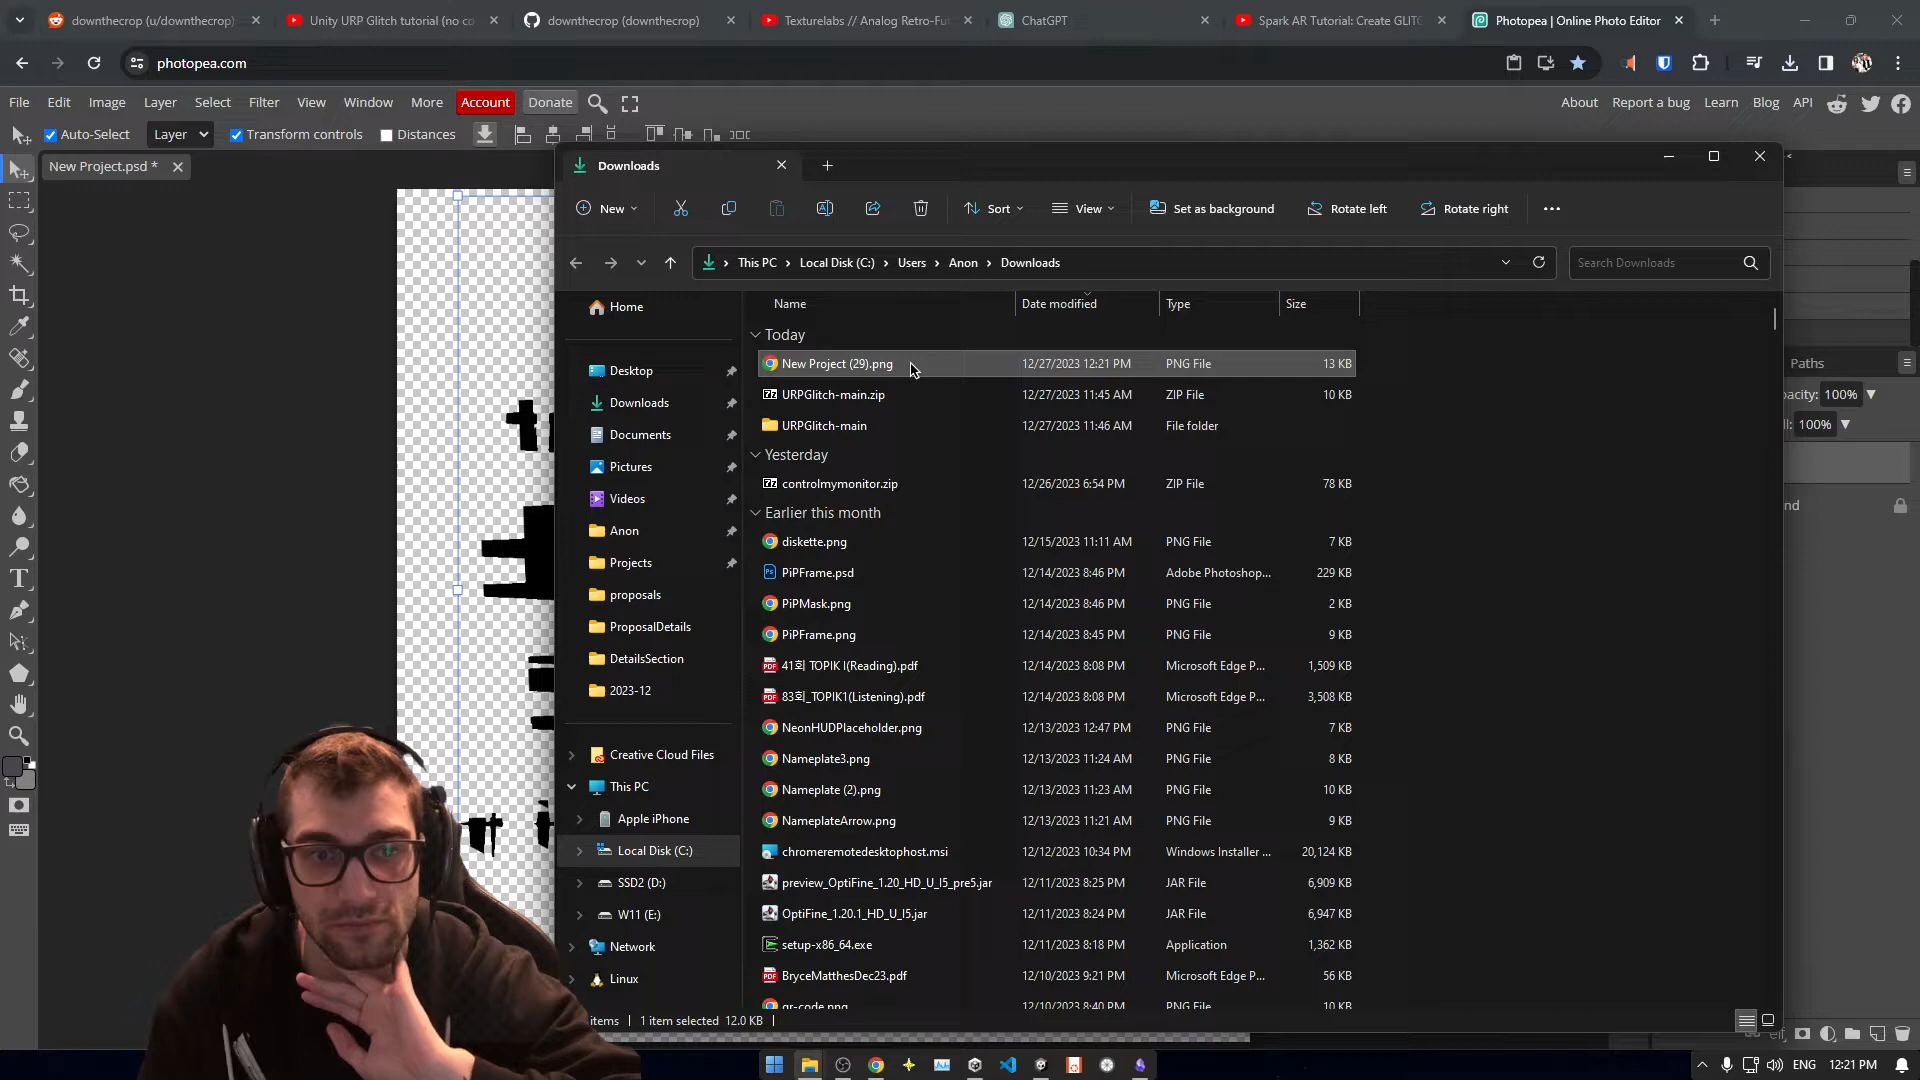 downthecrop (u/downthecrop)
Unity URP Glitch tutorial (no co
downthecrop (downthecrop)
Texturelabs // Analog Retro-Fu
ChatGPT
Spark AR Tutorial: Create GLITC
Photopea | Online Photo Editor
photopea.com
File Edit Image Layer Select Filter View Window More Account Donate
About Report a bug Learn Blog API
Auto-Select Layer Transform controls Distances
New Project.psd *
Downloads
New Sort View Set as background Rotate left Rotate right
This PC Local Disk (C:) Users Anon Downloads
Search Downloads
Home
Desktop
Downloads
Documents
Pictures
Videos
Anon
Projects
proposals
ProposalDetails
DetailsSection
2023-12
Creative Cloud Files
This PC
Apple iPhone
Local Disk (C:)
SSD2 (D:)
W11 (E:)
Network
Linux
Name Date modified Type Size
Today
New Project (29).png 12/27/2023 12:21 PM PNG File 13 KB
URPGlitch-main.zip 12/27/2023 11:45 AM ZIP File 10 KB
URPGlitch-main 12/27/2023 11:46 AM File folder
Yesterday
controlmymonitor.zip 12/26/2023 6:54 PM ZIP File 78 KB
Earlier this month
diskette.png 12/15/2023 11:11 AM PNG File 7 KB
PiPFrame.psd 12/14/2023 8:46 PM Adobe Photoshop... 229 KB
PiPMask.png 12/14/2023 8:46 PM PNG File 2 KB
PiPFrame.png 12/14/2023 8:45 PM PNG File 9 KB
41회 TOPIK I(Reading).pdf 12/14/2023 8:08 PM Microsoft Edge P... 1,509 KB
83회_TOPIK1(Listening).pdf 12/14/2023 8:08 PM Microsoft Edge P... 3,508 KB
NeonHUDPlaceholder.png 12/13/2023 12:47 PM PNG File 7 KB
Nameplate3.png 12/13/2023 11:24 AM PNG File 8 KB
Nameplate (2).png 12/13/2023 11:23 AM PNG File 10 KB
NameplateArrow.png 12/13/2023 11:21 AM PNG File 9 KB
chromeremotedesktophost.msi 12/12/2023 10:34 PM Windows Installer ... 20,124 KB
preview_OptiFine_1.20_HD_U_I5_pre5.jar 12/11/2023 8:25 PM JAR File 6,909 KB
OptiFine_1.20.1_HD_U_I5.jar 12/11/2023 8:24 PM JAR File 6,947 KB
setup-x86_64.exe 12/11/2023 8:18 PM Application 1,362 KB
BryceMatthesDec23.pdf 12/10/2023 9:21 PM Microsoft Edge P... 56 KB
qr-code.png 12/10/2023 8:40 PM PNG File 10 KB
items 1 item selected 12.0 KB
Paths
pacity: 100%
l: 100%
nd
ENG 12:21 PM